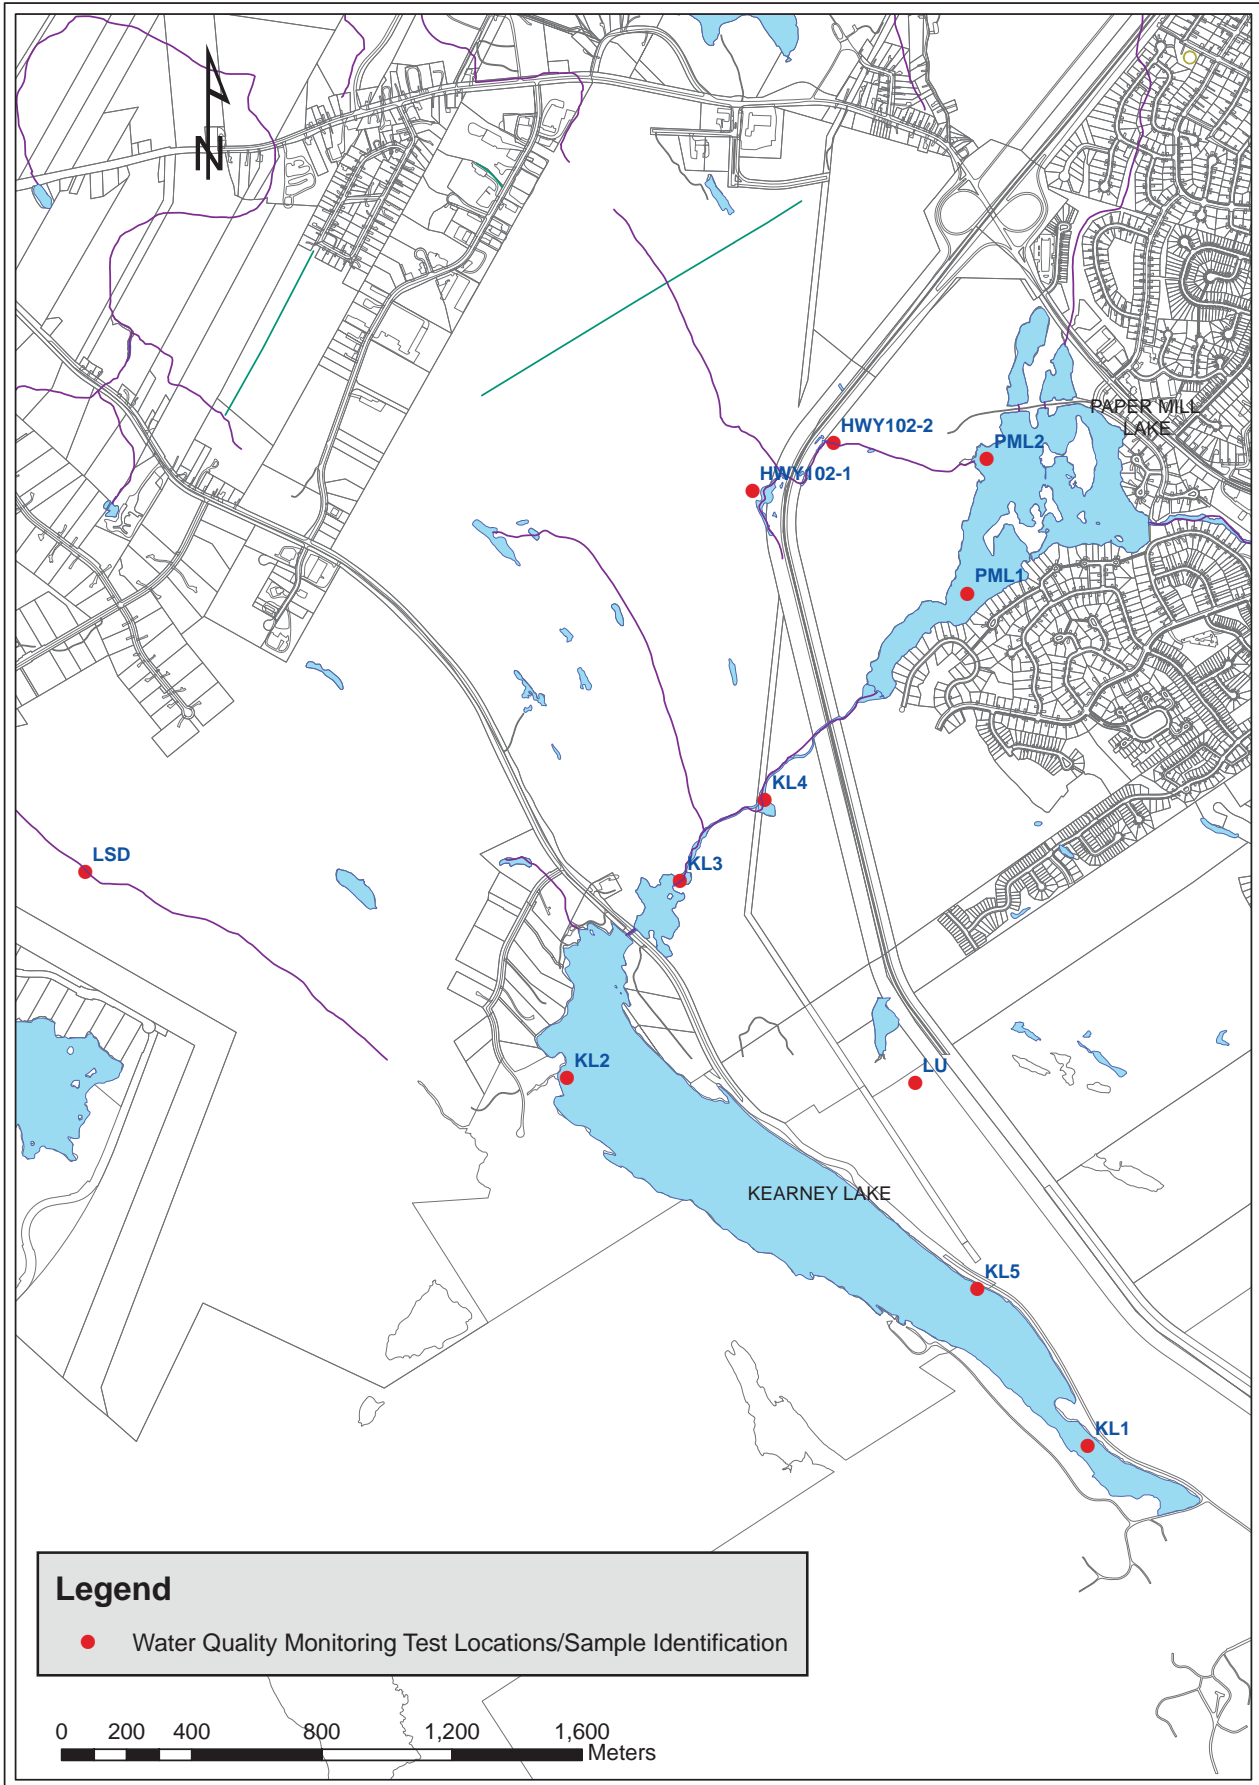 N
PAPER MILL
LAKE
HWY102-2
PML2
HWY102-1
PML1
KL4
LSD
KL3
KL2
LU
KEARNEY LAKE
KL5
KL1
Legend
Water Quality Monitoring Test Locations/Sample Identification
0 200 400 800 1,200 1,600
Meters